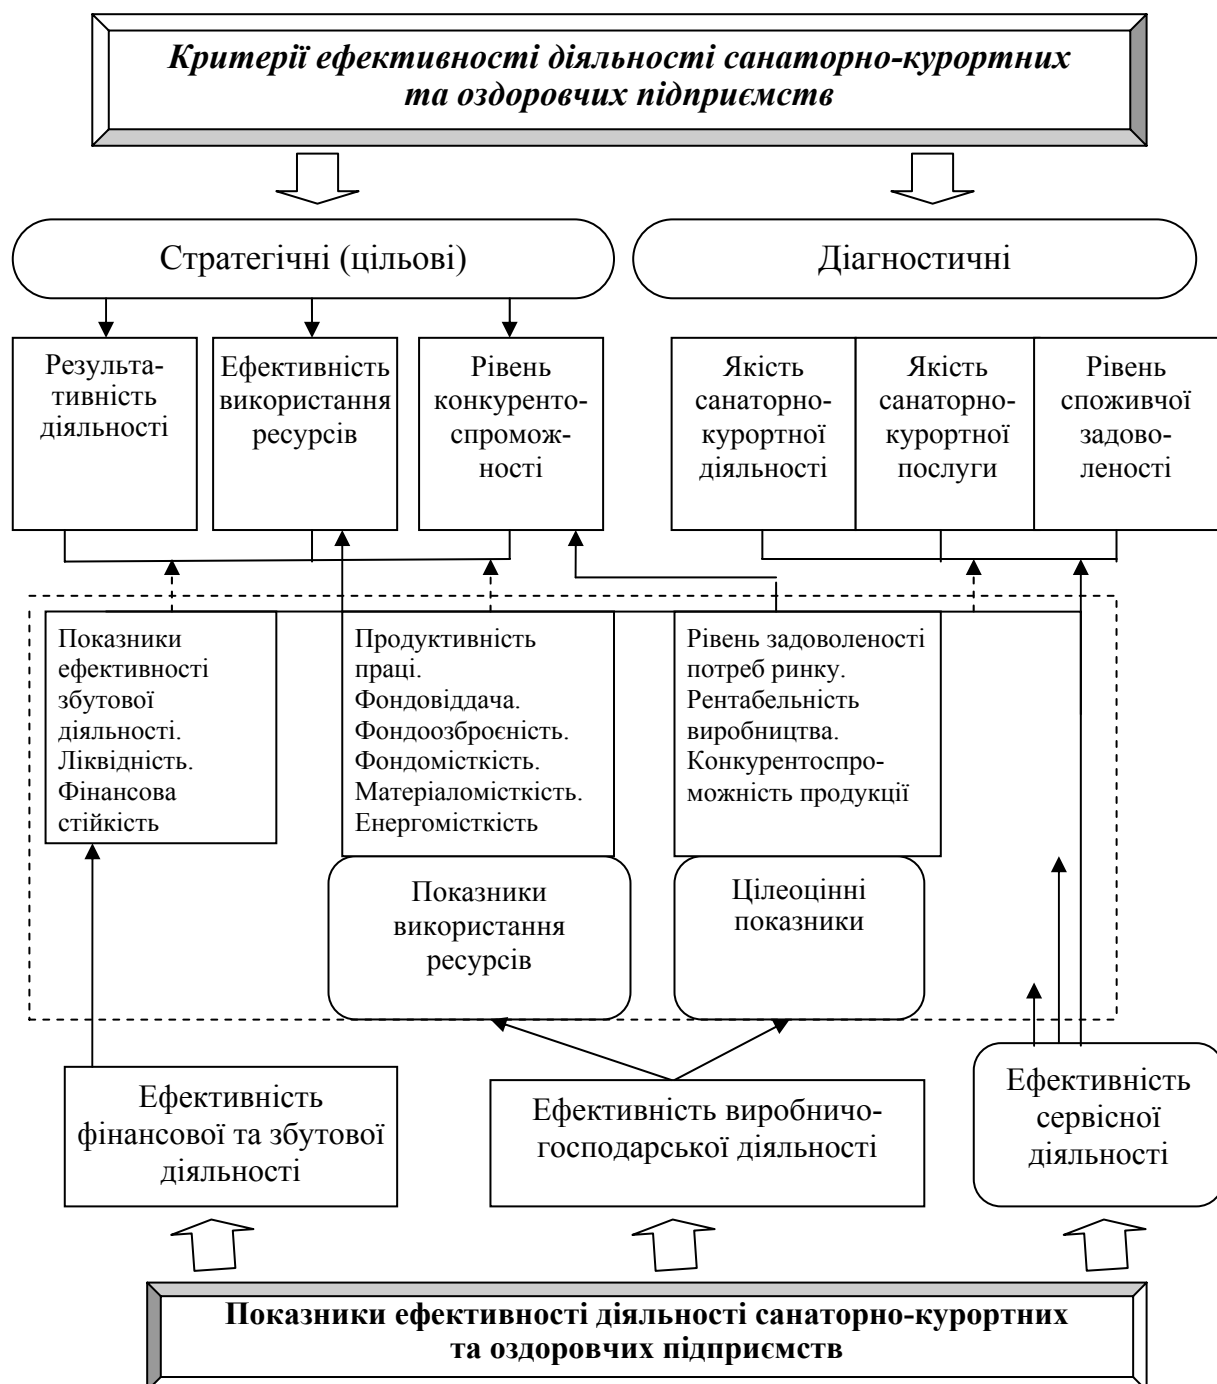 Критерії ефективності діяльності санаторно-курортних
та оздоровчих підприємств
Стратегічні (цільові)
Діагностичні
Результа-
тивність
діяльності
Ефективність
використання
ресурсів
Рівень
конкуренто-
спромож-
ності
Якість
санаторно-
курортної
діяльності
Якість
санаторно-
курортної
послуги
Рівень
споживчої
задово-
леності
Показники
ефективності
збутової
діяльності.
Ліквідність.
Фінансова
стійкість
Продуктивність
праці.
Фондовіддача.
Фондоозброєність.
Фондомісткість.
Матеріаломісткість.
Енергомісткість
Рівень задоволеності
потреб ринку.
Рентабельність
виробництва.
Конкурентоспро-
можність продукції
Показники
використання
ресурсів
Цілеоцінні
показники
Ефективність
фінансової та збутової
діяльності
Ефективність виробничо-
господарської діяльності
Ефективність
сервісної
діяльності
Показники ефективності діяльності санаторно-курортних
та оздоровчих підприємств